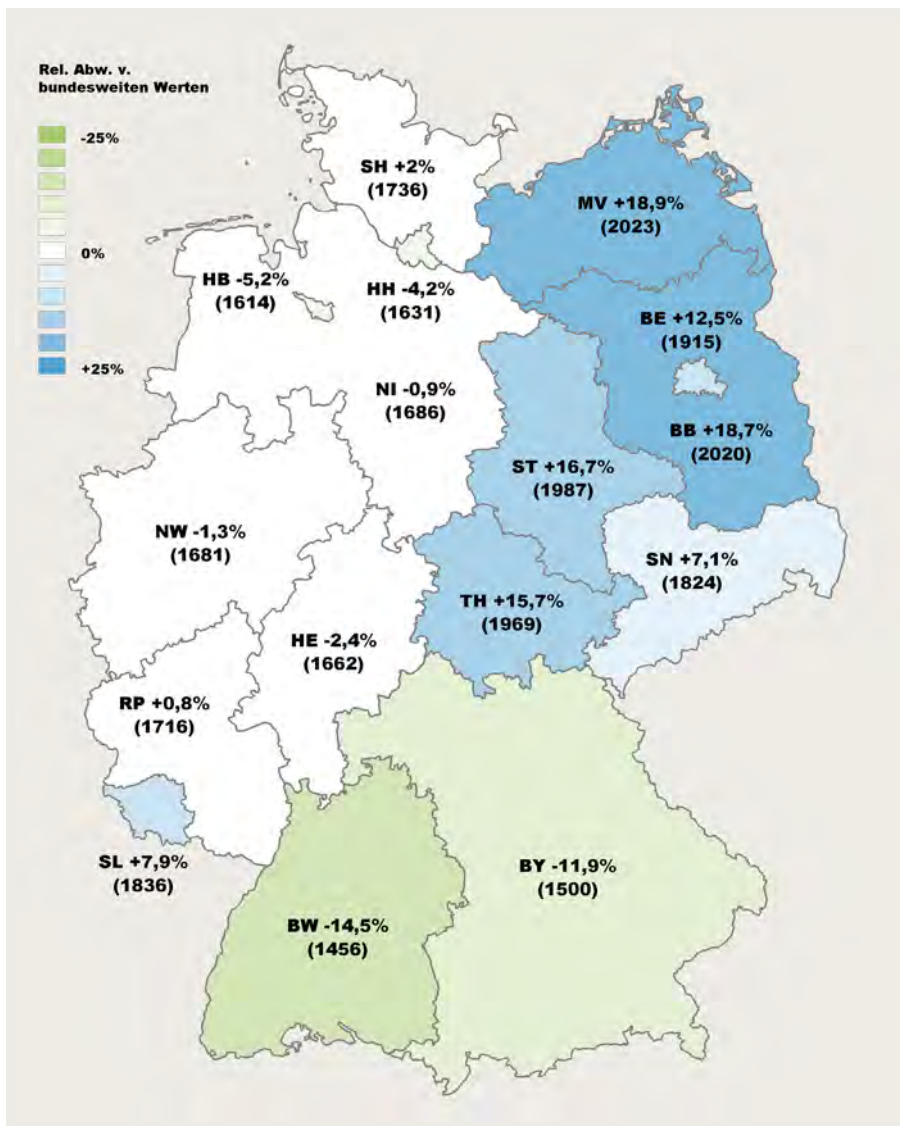 Rel. Abw. v.
bundesweiten Werten
-25%
0%
+25%
SH +2%
(1736)
MV +18,9%
(2023)
HB -5,2%
(1614)
HH -4,2%
(1631)
BE +12,5%
(1915)
NI -0,9%
(1686)
BB +18,7%
(2020)
ST +16,7%
(1987)
NW -1,3%
(1681)
SN +7,1%
(1824)
TH +15,7%
(1969)
HE -2,4%
(1662)
RP +0,8%
(1716)
SL +7,9%
(1836)
BY -11,9%
(1500)
BW -14,5%
(1456)